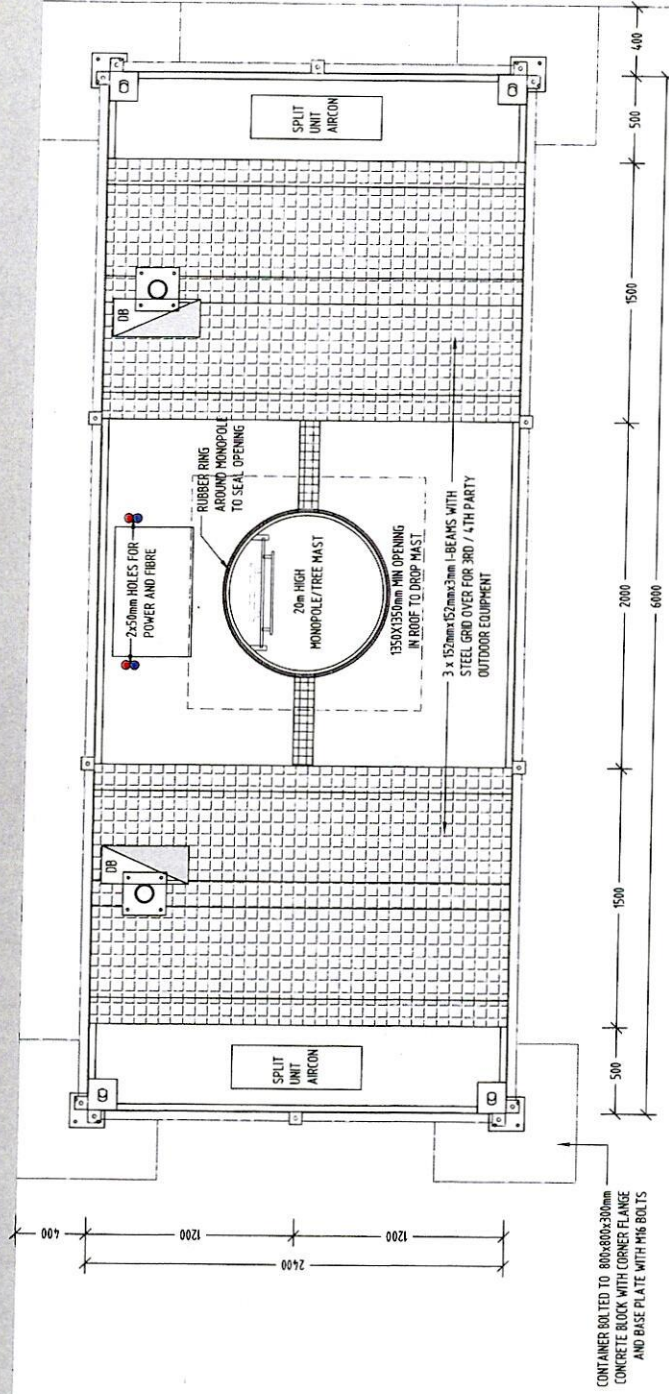 SPLIT
UNIT
AIRCON
DB
2x50mm HOLES FOR
POWER AND FIBRE
RUBBER RING
AROUND MONOPOLE
TO SEAL OPENING
20m HIGH
MONOPOLE/TREE MAST
1350X1350mm MIN OPENING
IN ROOF TO DROP MAST
3 x 152mmx152mmx3mm I-BEAMS WITH
STEEL GRID OVER FOR 3RD / 4TH PARTY
OUTDOOR EQUIPMENT
DB
SPLIT
UNIT
AIRCON
400
1200
1200
2400
500
1500
2000
1500
500
400
6000
CONTAINER BOLTED TO 800x800x300mm
CONCRETE BLOCK WITH CORNER FLANGE
AND BASE PLATE WITH M16 BOLTS